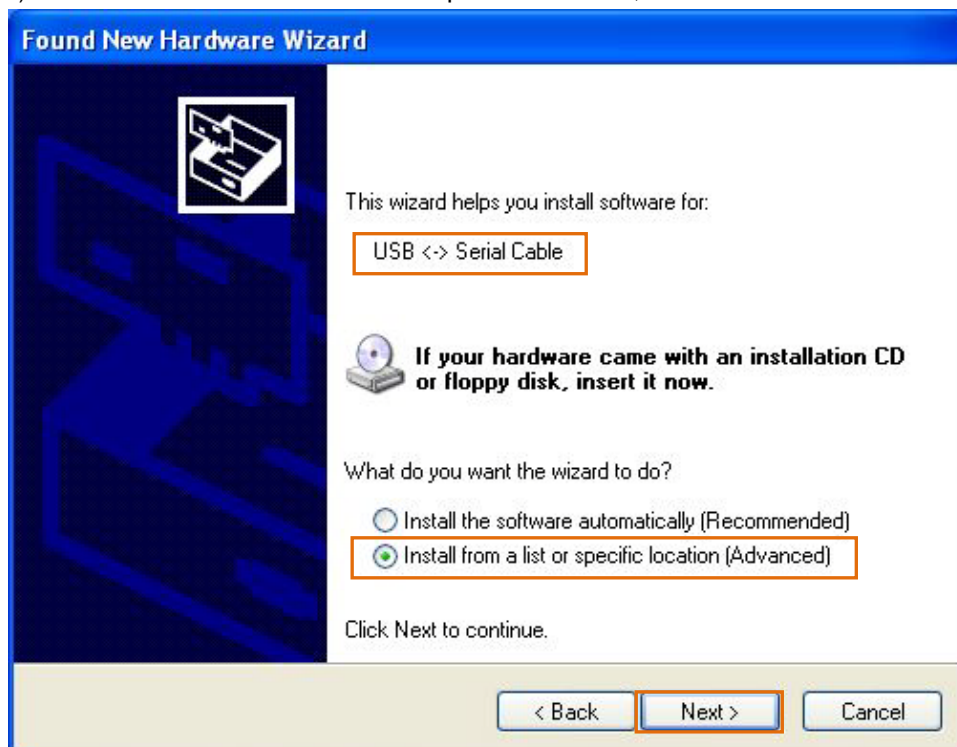 Found New Hardware Wizard
This wizard helps you install software for:
USB <-> Serial Cable
If your hardware came with an installation CD
or floppy disk, insert it now.
What do you want the wizard to do?
Install the software automatically (Recommended)
Install from a list or specific location (Advanced)
Click Next to continue.
< Back Next > Cancel